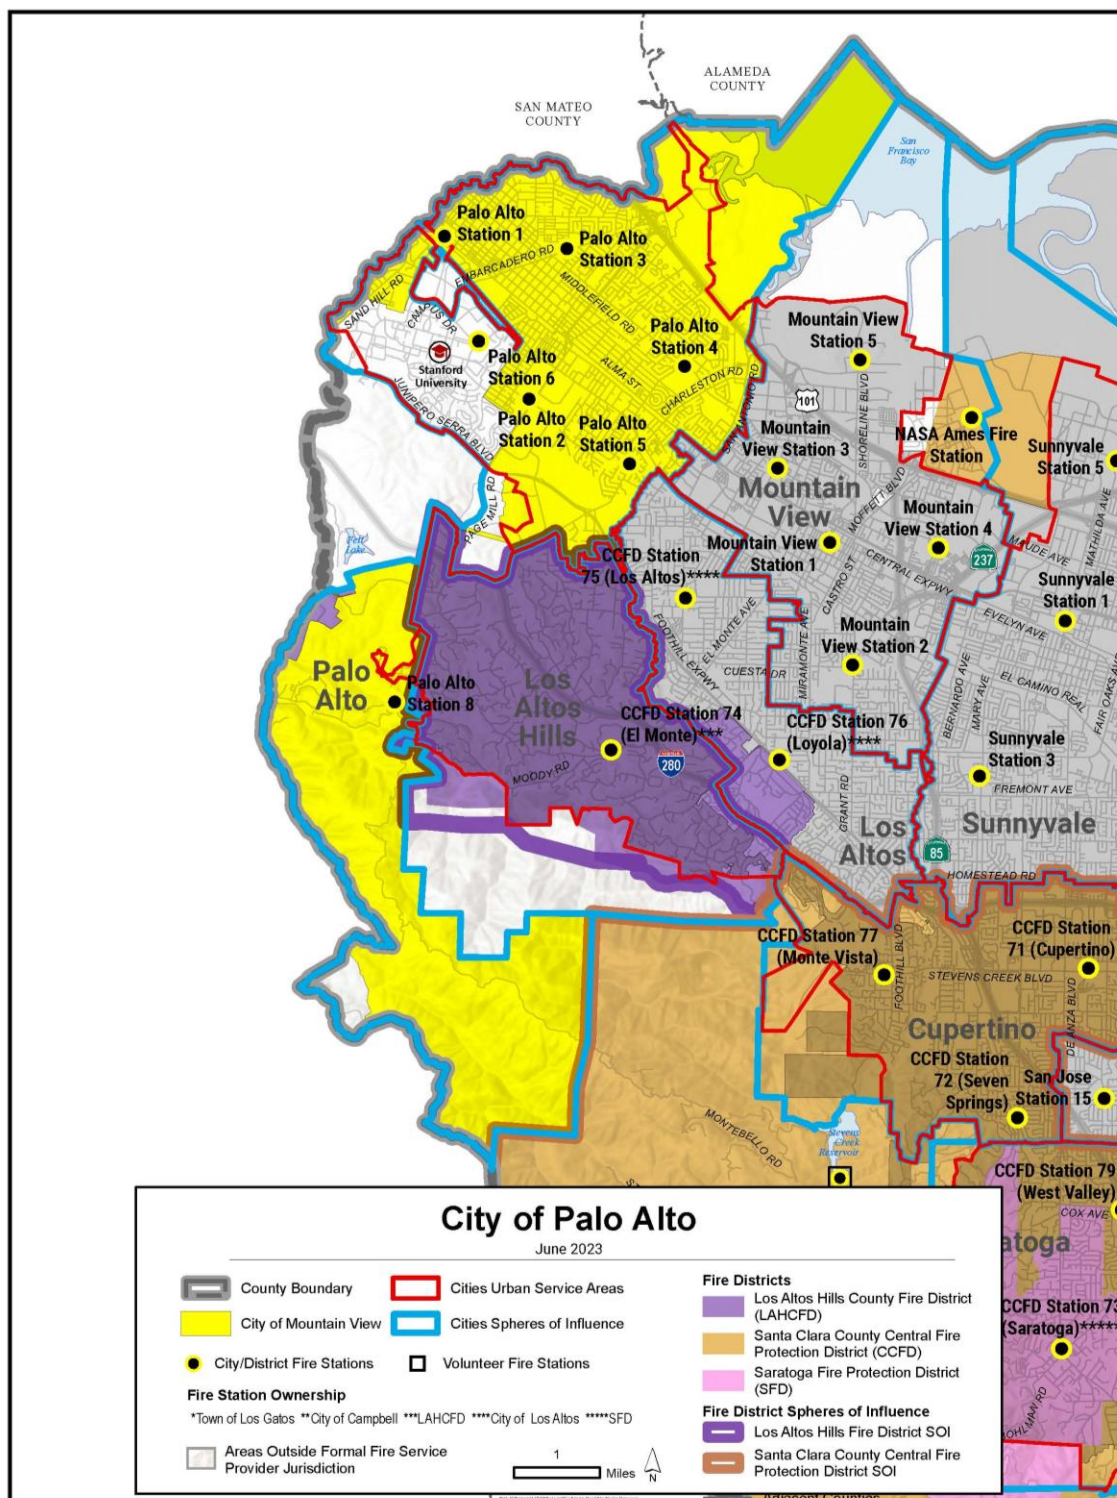 ALAMEDA
COUNTY
SAN MATEO
COUNTY
San
Francisco
Bay
Palo Alto
Station 1
Palo Alto
Station 3
EMBARCADERO RD
MIDDLEFIELD RD
SAND HILL RD
CAMPUS DR
Palo Alto
Station 4
Mountain View
Station 5
Stanford
University
Palo Alto
Station 6
ALMA ST
CHARLESTON RD
SAN ANTONIO RD
101
SHORELINE BLVD
JUNIPERO SERRA BLVD
Palo Alto
Station 2
Palo Alto
Station 5
Mountain
View Station 3
NASA Ames Fire
Station
Sunnyvale
Station 5
PAGE MILL RD
Mountain
View
MOFFETT BLVD
Mountain
View Station 4
MATHILDA AVE
Felt
Lake
CCFD Station
75 (Los Altos)****
Mountain View
Station 1
CASTRO ST
CENTRAL EXPWY
237
MAUDE AVE
Sunnyvale
Station 1
EVELYN AVE
FOOTHILL EXPWY
EL MONTE AVE
MIRAMONTE AVE
Mountain
View Station 2
CUESTA DR
BERNARDO AVE
MARY AVE
EL CAMINO REAL
FAIR OAKS AVE
Palo
Alto
Palo Alto
Station 8
Los
Altos
Hills
CCFD Station 74
(El Monte)***
280
MOODY RD
CCFD Station 76
(Loyola)****
Sunnyvale
Station 3
FREMONT AVE
GRANT RD
Los
Altos
Sunnyvale
85
HOMESTEAD RD
CCFD Station 77
(Monte Vista)
FOOTHILL BLVD
CCFD Station
71 (Cupertino)
STEVENS CREEK BLVD
DE ANZA BLVD
Cupertino
CCFD Station
72 (Seven
Springs)
San Jose
Station 15
MONTEBELLO RD
Stevens
Creek
Reservoir
CCFD Station 79
(West Valley)
COX AVE
atoga
CCFD Station 73
(Saratoga)*****
City of Palo Alto
June 2023
County Boundary
Cities Urban Service Areas
City of Mountain View
Cities Spheres of Influence
City/District Fire Stations
Volunteer Fire Stations
Fire Station Ownership
*Town of Los Gatos **City of Campbell ***LAHCFD ****City of Los Altos *****SFD
Areas Outside Formal Fire Service
Provider Jurisdiction
1
Miles
N
Fire Districts
Los Altos Hills County Fire District
(LAHCFD)
Santa Clara County Central Fire
Protection District (CCFD)
Saratoga Fire Protection District
(SFD)
Fire District Spheres of Influence
Los Altos Hills Fire District SOI
Santa Clara County Central Fire
Protection District SOI